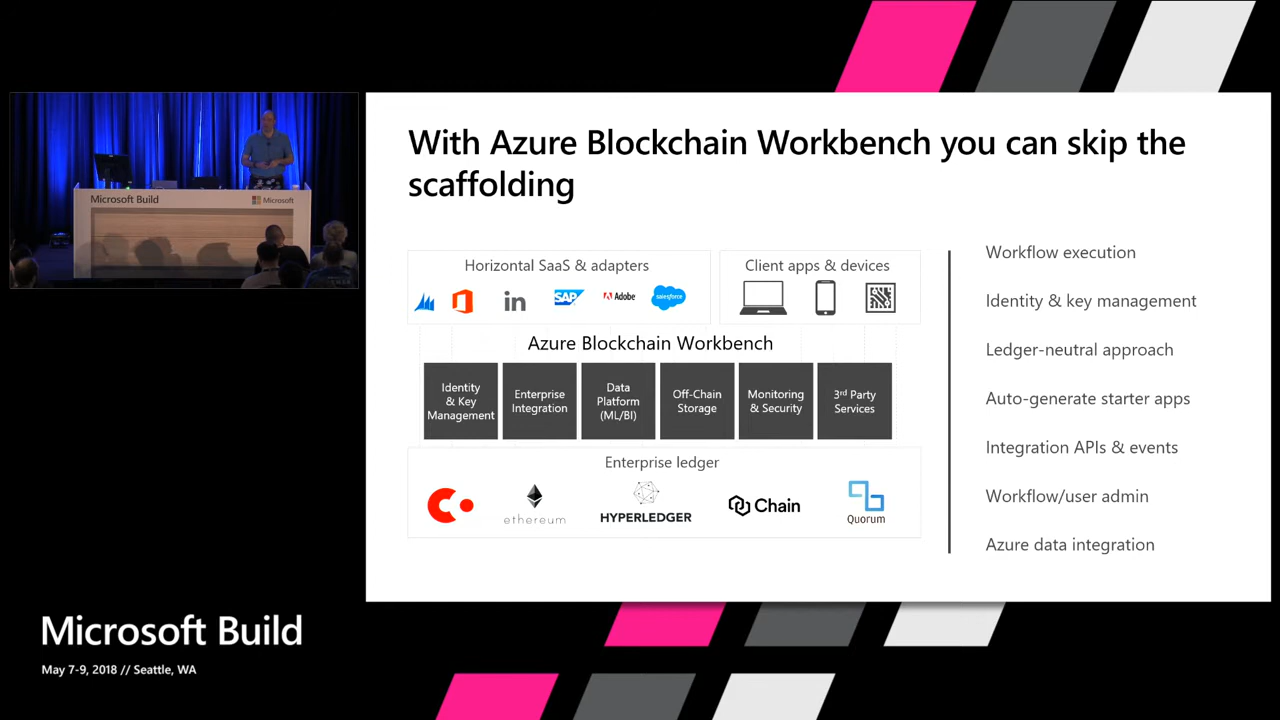 Microsoft Build
Microsoft
With Azure Blockchain Workbench you can skip the
scaffolding
Horizontal SaaS & adapters
in
SAP
Adobe
salesforce
Client apps & devices
Azure Blockchain Workbench
Identity
& Key
Management
Enterprise
Integration
Data
Platform
(ML/BI)
Off-Chain
Storage
Monitoring
& Security
3rd Party
Services
Enterprise ledger
ethereum
HYPERLEDGER
Chain
Quorum
Workflow execution
Identity & key management
Ledger-neutral approach
Auto-generate starter apps
Integration APIs & events
Workflow/user admin
Azure data integration
Microsoft Build
May 7-9, 2018 // Seattle, WA